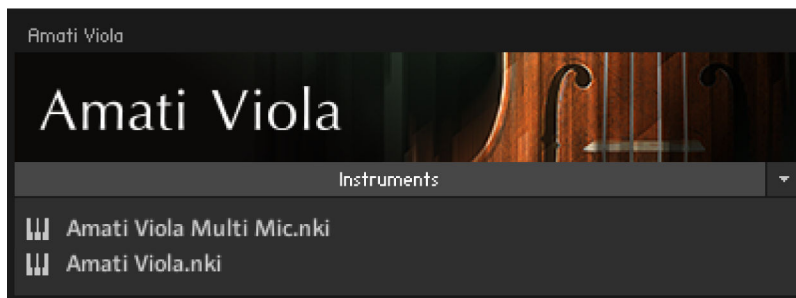 Amati Viola
Amati Viola
Instruments
Amati Viola Multi Mic.nki
Amati Viola.nki